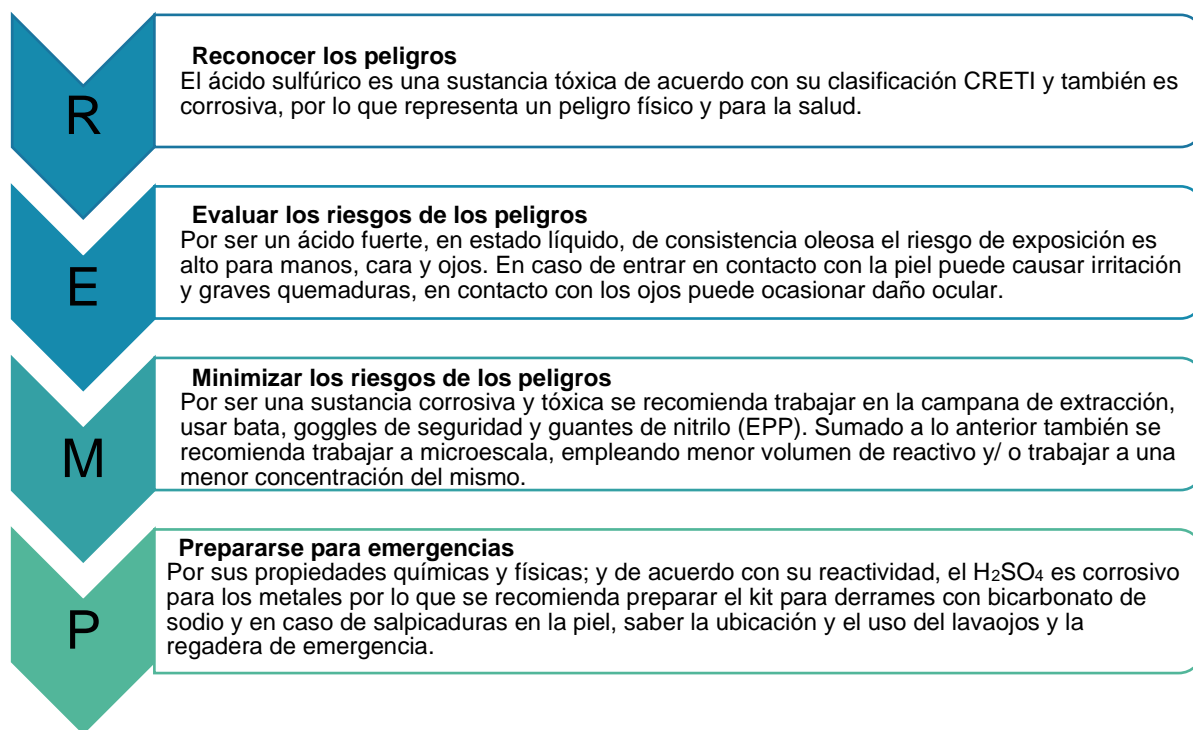 R
Reconocer los peligros
El ácido sulfúrico es una sustancia tóxica de acuerdo con su clasificación CRETI y también es
corrosiva, por lo que representa un peligro físico y para la salud.
E
Evaluar los riesgos de los peligros
Por ser un ácido fuerte, en estado líquido, de consistencia oleosa el riesgo de exposición es
alto para manos, cara y ojos. En caso de entrar en contacto con la piel puede causar irritación
y graves quemaduras, en contacto con los ojos puede ocasionar daño ocular.
M
Minimizar los riesgos de los peligros
Por ser una sustancia corrosiva y tóxica se recomienda trabajar en la campana de extracción,
usar bata, goggles de seguridad y guantes de nitrilo (EPP). Sumado a lo anterior también se
recomienda trabajar a microescala, empleando menor volumen de reactivo y/ o trabajar a una
menor concentración del mismo.
P
Prepararse para emergencias
Por sus propiedades químicas y físicas; y de acuerdo con su reactividad, el H₂SO₄ es corrosivo
para los metales por lo que se recomienda preparar el kit para derrames con bicarbonato de
sodio y en caso de salpicaduras en la piel, saber la ubicación y el uso del lavaojos y la
regadera de emergencia.